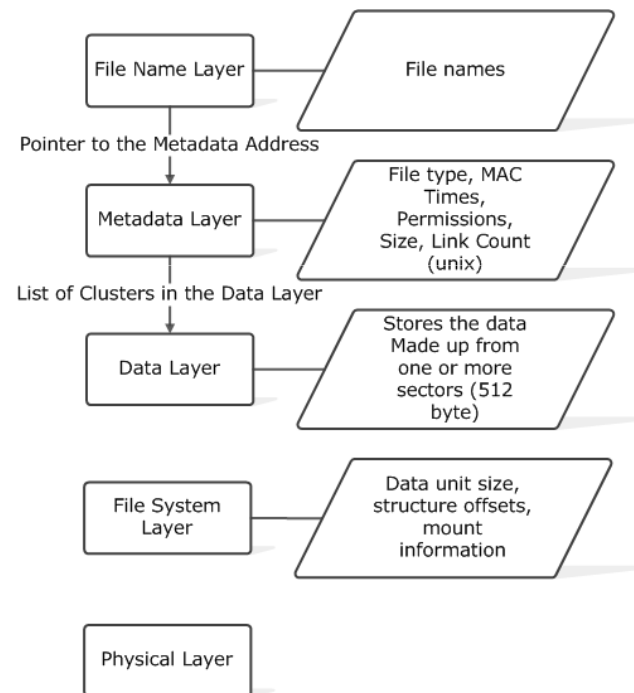 File Name Layer
File names
Pointer to the Metadata Address
Metadata Layer
File type, MAC
Times,
Permissions,
Size, Link Count
(unix)
List of Clusters in the Data Layer
Data Layer
Stores the data
Made up from
one or more
sectors (512
byte)
File System
Layer
Data unit size,
structure offsets,
mount
information
Physical Layer